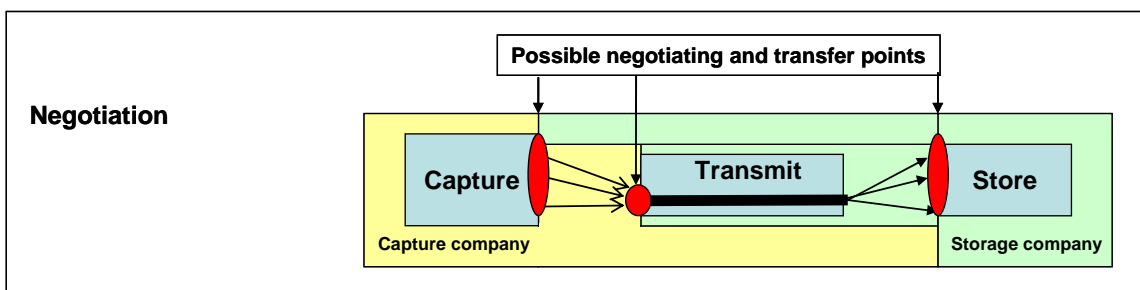 Possible negotiating and transfer points
Negotiation
Capture
Transmit
Store
Capture company
Storage company